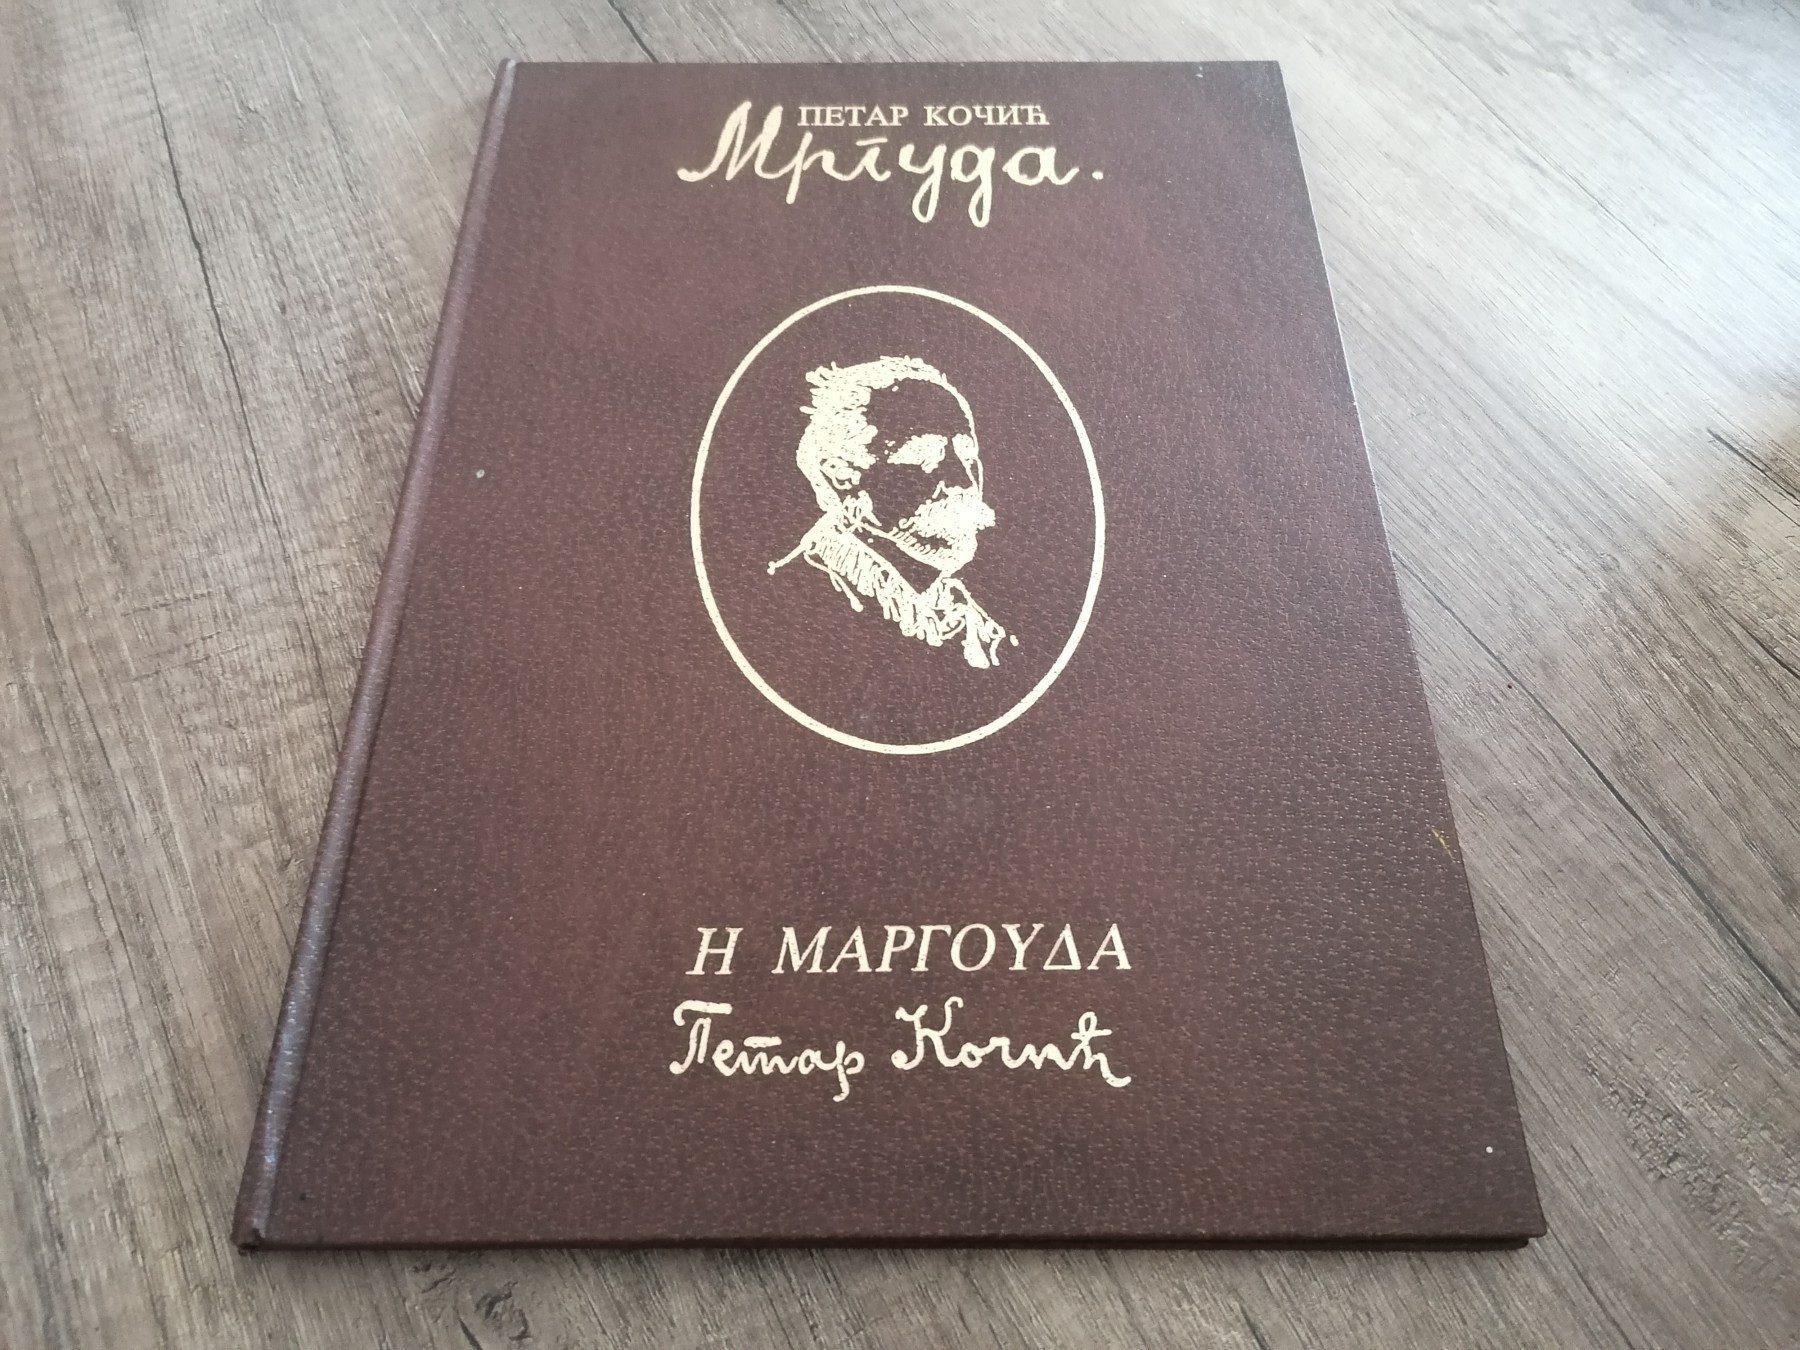 ПЕТАР КОЧИЋ
Мргуда.
Η ΜΑΡΓΟΥΔΑ
Петар Кочић